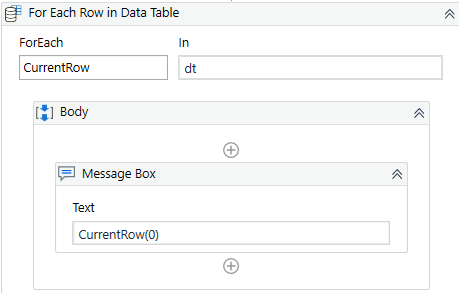 For Each Row in Data Table
ForEach In
CurrentRow dt
Body
Message Box
Text
CurrentRow(0)